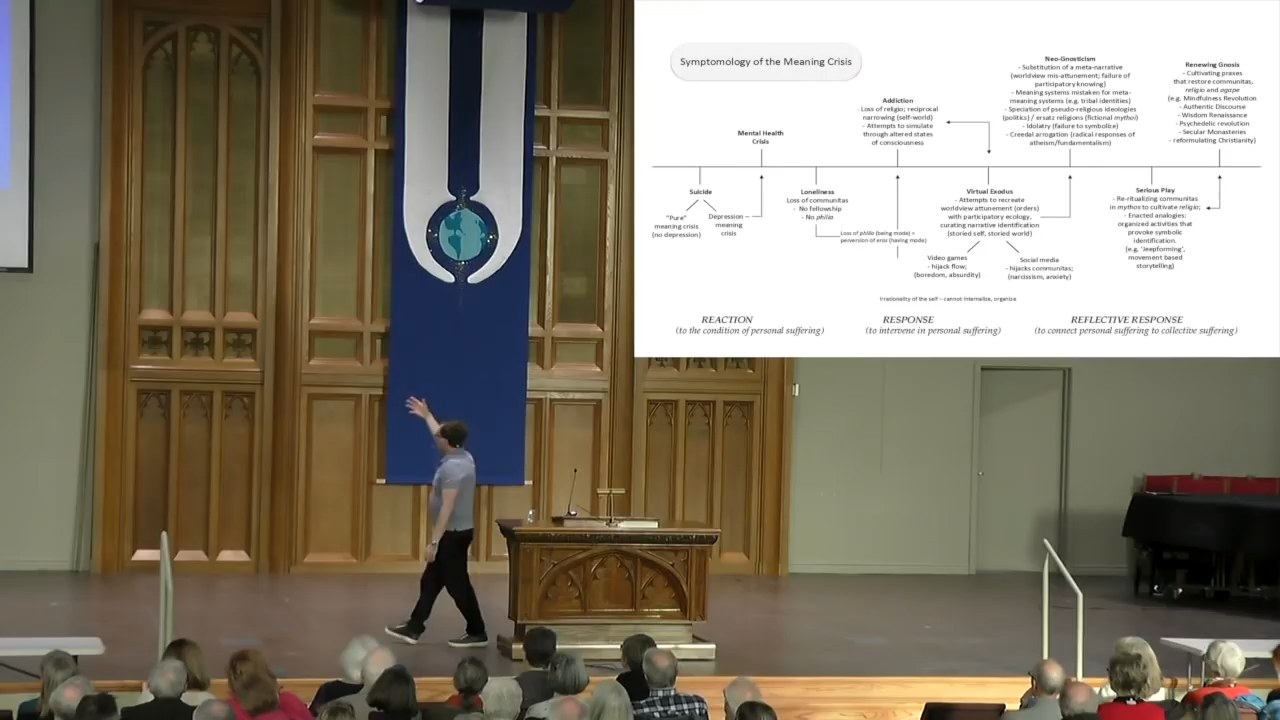 Symptomology of the Meaning Crisis
Mental Health
Crisis
Addiction
- Loss of religio; reciprocal
narrowing (self-world)
- Attempts to simulate
through altered states
of consciousness
Neo-Gnosticism
- Substitution of a meta-narrative
(worldview mis-attunement; failure of
participatory knowing)
- Meaning systems mistaken for meta-
meaning systems (e.g. tribal identities)
- Speciation of pseudo-religious ideologies
(politics) / ersatz religions (fictional mythoi)
- Idolatry (failure to symbolize)
- Creedal arrogation (radical responses of
atheism/fundamentalism)
Renewing Gnosis
- Cultivating praxes
that restore communitas,
religio and agape
(e.g. Mindfulness Revolution
- Authentic Discourse
- Wisdom Renaissance
- Psychedelic revolution
- Secular Monasteries
- reformulating Christianity)
Suicide
"Pure"
meaning crisis
(no depression)
Depression –
meaning
crisis
Loneliness
Loss of communitas
- No fellowship
- No philia
Loss of philia (being mode) =
perversion of eros (having mode)
Virtual Exodus
- Attempts to recreate
worldview attunement (orders)
with participatory ecology,
curating narrative identification
(storied self, storied world)
Video games
- hijack flow;
(boredom, absurdity)
Social media
- hijacks communitas;
(narcissism, anxiety)
Serious Play
- Re-ritualizing communitas
in mythos to cultivate religio;
- Enacted analogies:
organized activities that
provoke symbolic
identification.
(e.g. 'Jeepforming',
movement based
storytelling)
Irrationality of the self – cannot internalize, organize
REACTION
(to the condition of personal suffering)
RESPONSE
(to intervene in personal suffering)
REFLECTIVE RESPONSE
(to connect personal suffering to collective suffering)